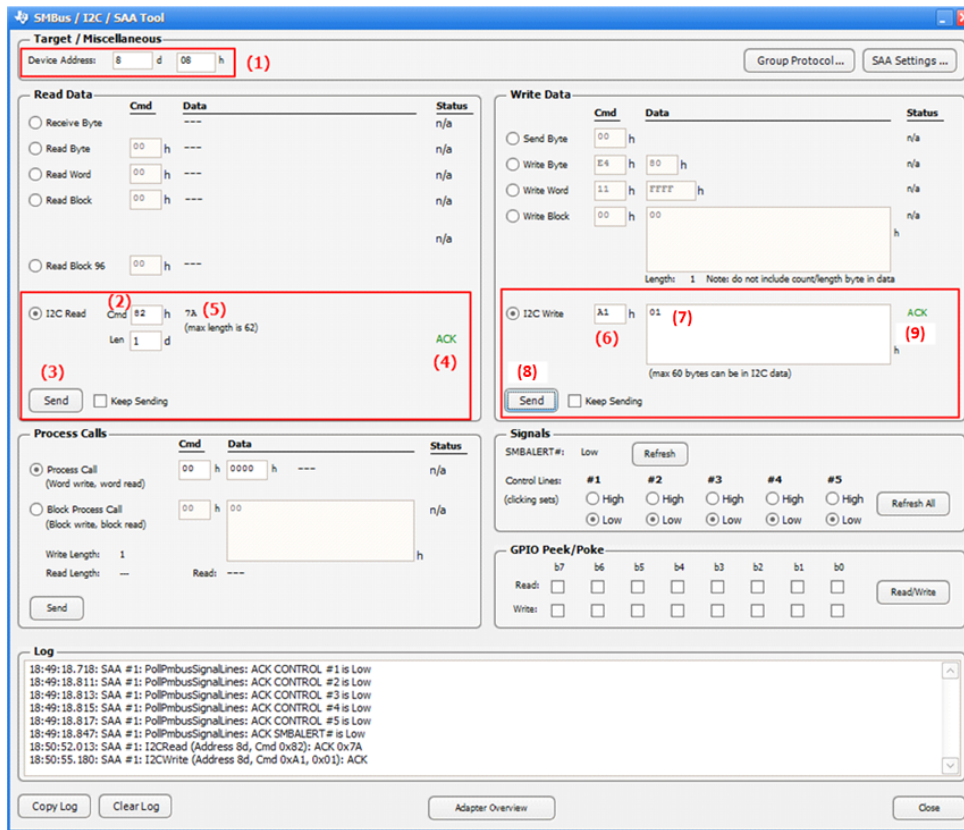 SMBus / I2C / SAA Tool
Target / Miscellaneous
Device Address: 8 d 08 h (1) Group Protocol ... SAA Settings ...
Read Data
Cmd Data Status
Receive Byte --- n/a
Read Byte 00 h --- n/a
Read Word 00 h --- n/a
Read Block 00 h --- n/a
n/a
Read Block 96 00 h ---
(2)
I2C Read Cmd 82 h 7A (5)
(max length is 62)
Len 1 d ACK
(3) (4)
Send Keep Sending
Write Data
Cmd Data Status
Send Byte 00 h n/a
Write Byte E4 h 80 h n/a
Write Word 11 h FFFF h n/a
Write Block 00 h 00 n/a
h
Length: 1 Note: do not include count/length byte in data
I2C Write A1 h 01 (7) ACK
(6) (9)
h
(8) (max 60 bytes can be in I2C data)
Send Keep Sending
Process Calls
Cmd Data Status
Process Call 00 h 0000 h --- n/a
(Word write, word read)
Block Process Call 00 h 00 n/a
(Block write, block read)
h
Write Length: 1
Read Length: --- Read: ---
Send
Signals
SMBALERT#: Low Refresh
Control Lines: #1 #2 #3 #4 #5
(clicking sets) High High High High High Refresh All
Low Low Low Low Low
GPIO Peek/Poke
b7 b6 b5 b4 b3 b2 b1 b0
Read: Read/Write
Write:
Log
18:49:18.718: SAA #1: PollPmbusSignalLines: ACK CONTROL #1 is Low
18:49:18.811: SAA #1: PollPmbusSignalLines: ACK CONTROL #2 is Low
18:49:18.813: SAA #1: PollPmbusSignalLines: ACK CONTROL #3 is Low
18:49:18.815: SAA #1: PollPmbusSignalLines: ACK CONTROL #4 is Low
18:49:18.817: SAA #1: PollPmbusSignalLines: ACK CONTROL #5 is Low
18:49:18.847: SAA #1: PollPmbusSignalLines: ACK SMBALERT# is Low
18:50:52.013: SAA #1: I2CRead (Address 8d, Cmd 0x82): ACK 0x7A
18:50:55.180: SAA #1: I2CWrite (Address 8d, Cmd 0xA1, 0x01): ACK
Copy Log Clear Log Adapter Overview Close